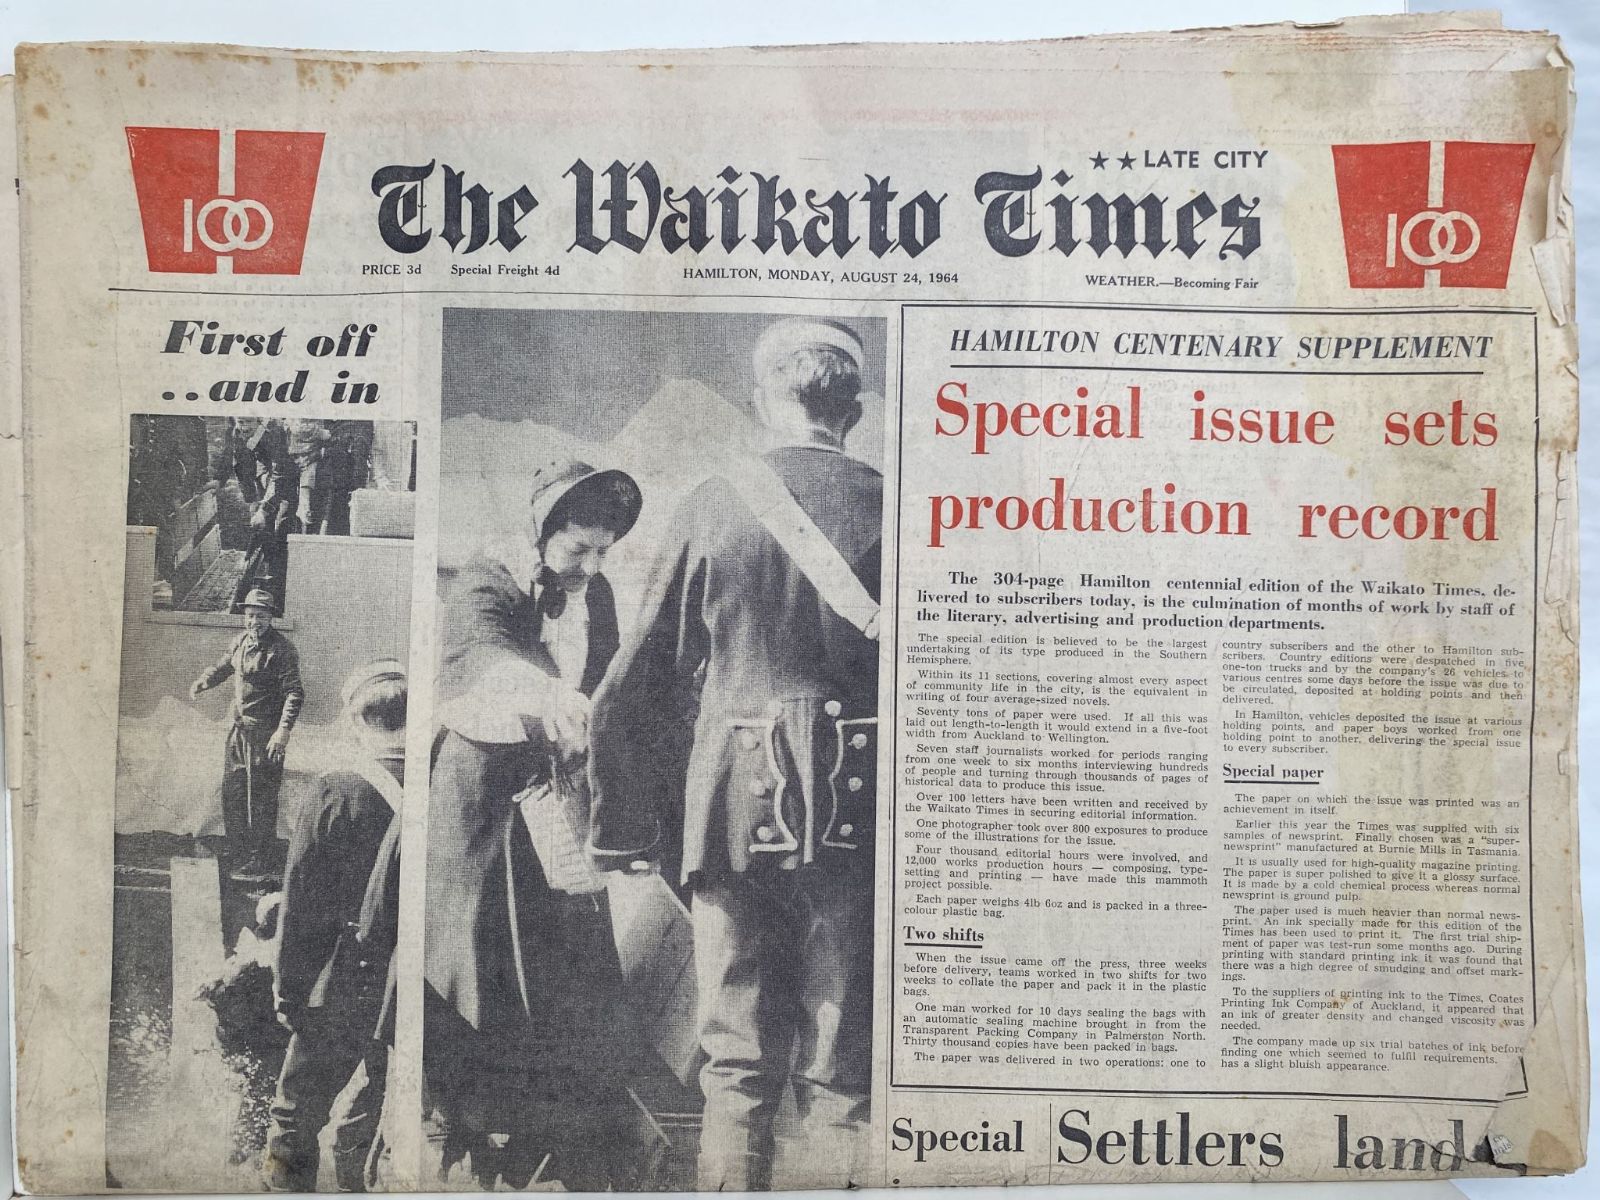 100
★★ LATE CITY
The Waikato Times
100
PRICE 3d Special Freight 4d
HAMILTON, MONDAY, AUGUST 24, 1964
WEATHER.—Becoming Fair
First off
..and in
HAMILTON CENTENARY SUPPLEMENT
Special issue sets
production record
The 304-page Hamilton centennial edition of the Waikato Times, de-
livered to subscribers today, is the culmination of months of work by staff of
the literary, advertising and production departments.
The special edition is believed to be the largest
undertaking of its type produced in the Southern
Hemisphere.
Within its 11 sections, covering almost every aspect
of community life in the city, is the equivalent in
writing of four average-sized novels.
Seventy tons of paper were used. If all this was
laid out length-to-length it would extend in a five-foot
width from Auckland to Wellington.
Seven staff journalists worked for periods ranging
from one week to six months interviewing hundreds
of people and turning through thousands of pages of
historical data to produce this issue.
Over 100 letters have been written and received by
the Waikato Times in securing editorial information.
One photographer took over 800 exposures to produce
some of the illustrations for the issue.
Four thousand editorial hours were involved, and
12,000 works production hours — composing, type-
setting and printing — have made this mammoth
project possible.
Each paper weighs 4lb 6oz and is packed in a three-
colour plastic bag.
Two shifts
When the issue came off the press, three weeks
before delivery, teams worked in two shifts for two
weeks to collate the paper and pack it in the plastic
bags.
One man worked for 10 days sealing the bags with
an automatic sealing machine brought in from the
Transparent Packing Company in Palmerston North.
Thirty thousand copies have been packed in bags.
The paper was delivered in two operations: one to
country subscribers and the other to Hamilton sub-
scribers. Country editions were despatched in five
one-ton trucks and by the company's 26 vehicles to
various centres some days before the issue was due to
be circulated, deposited at holding points and then
delivered.
In Hamilton, vehicles deposited the issue at various
holding points, and paper boys worked from one
holding point to another, delivering the special issue
to every subscriber.
Special paper
The paper on which the issue was printed was an
achievement in itself.
Earlier this year the Times was supplied with six
samples of newsprint. Finally chosen was a "super-
newsprint" manufactured at Burnie Mills in Tasmania.
It is usually used for high-quality magazine printing.
The paper is super polished to give it a glossy surface.
It is made by a cold chemical process whereas normal
newsprint is ground pulp.
The paper used is much heavier than normal news-
print. An ink specially made for this edition of the
Times has been used to print it. The first trial ship-
ment of paper was test-run some months ago. During
printing with standard printing ink it was found that
there was a high degree of smudging and offset mark-
ings.
To the suppliers of printing ink to the Times, Coates
Printing Ink Company of Auckland, it appeared that
an ink of greater density and changed viscosity was
needed.
The company made up six trial batches of ink before
finding one which seemed to fulfil requirements.
has a slight bluish appearance.
Special
Settlers land